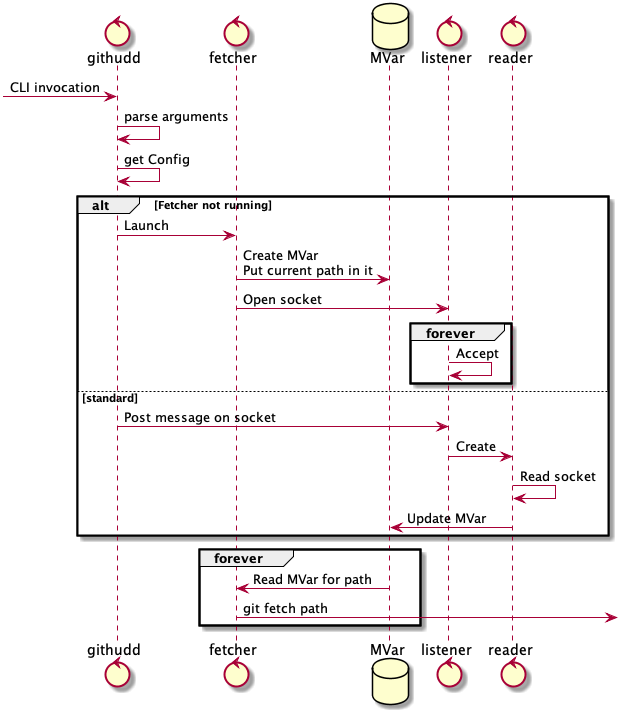 githudd fetcher MVar listener reader
CLI invocation
parse arguments
get Config
alt [Fetcher not running]
Launch
Create MVar
Put current path in it
Open socket
forever
Accept
[standard]
Post message on socket
Create
Read socket
Update MVar
forever
Read MVar for path
git fetch path
githudd fetcher MVar listener reader